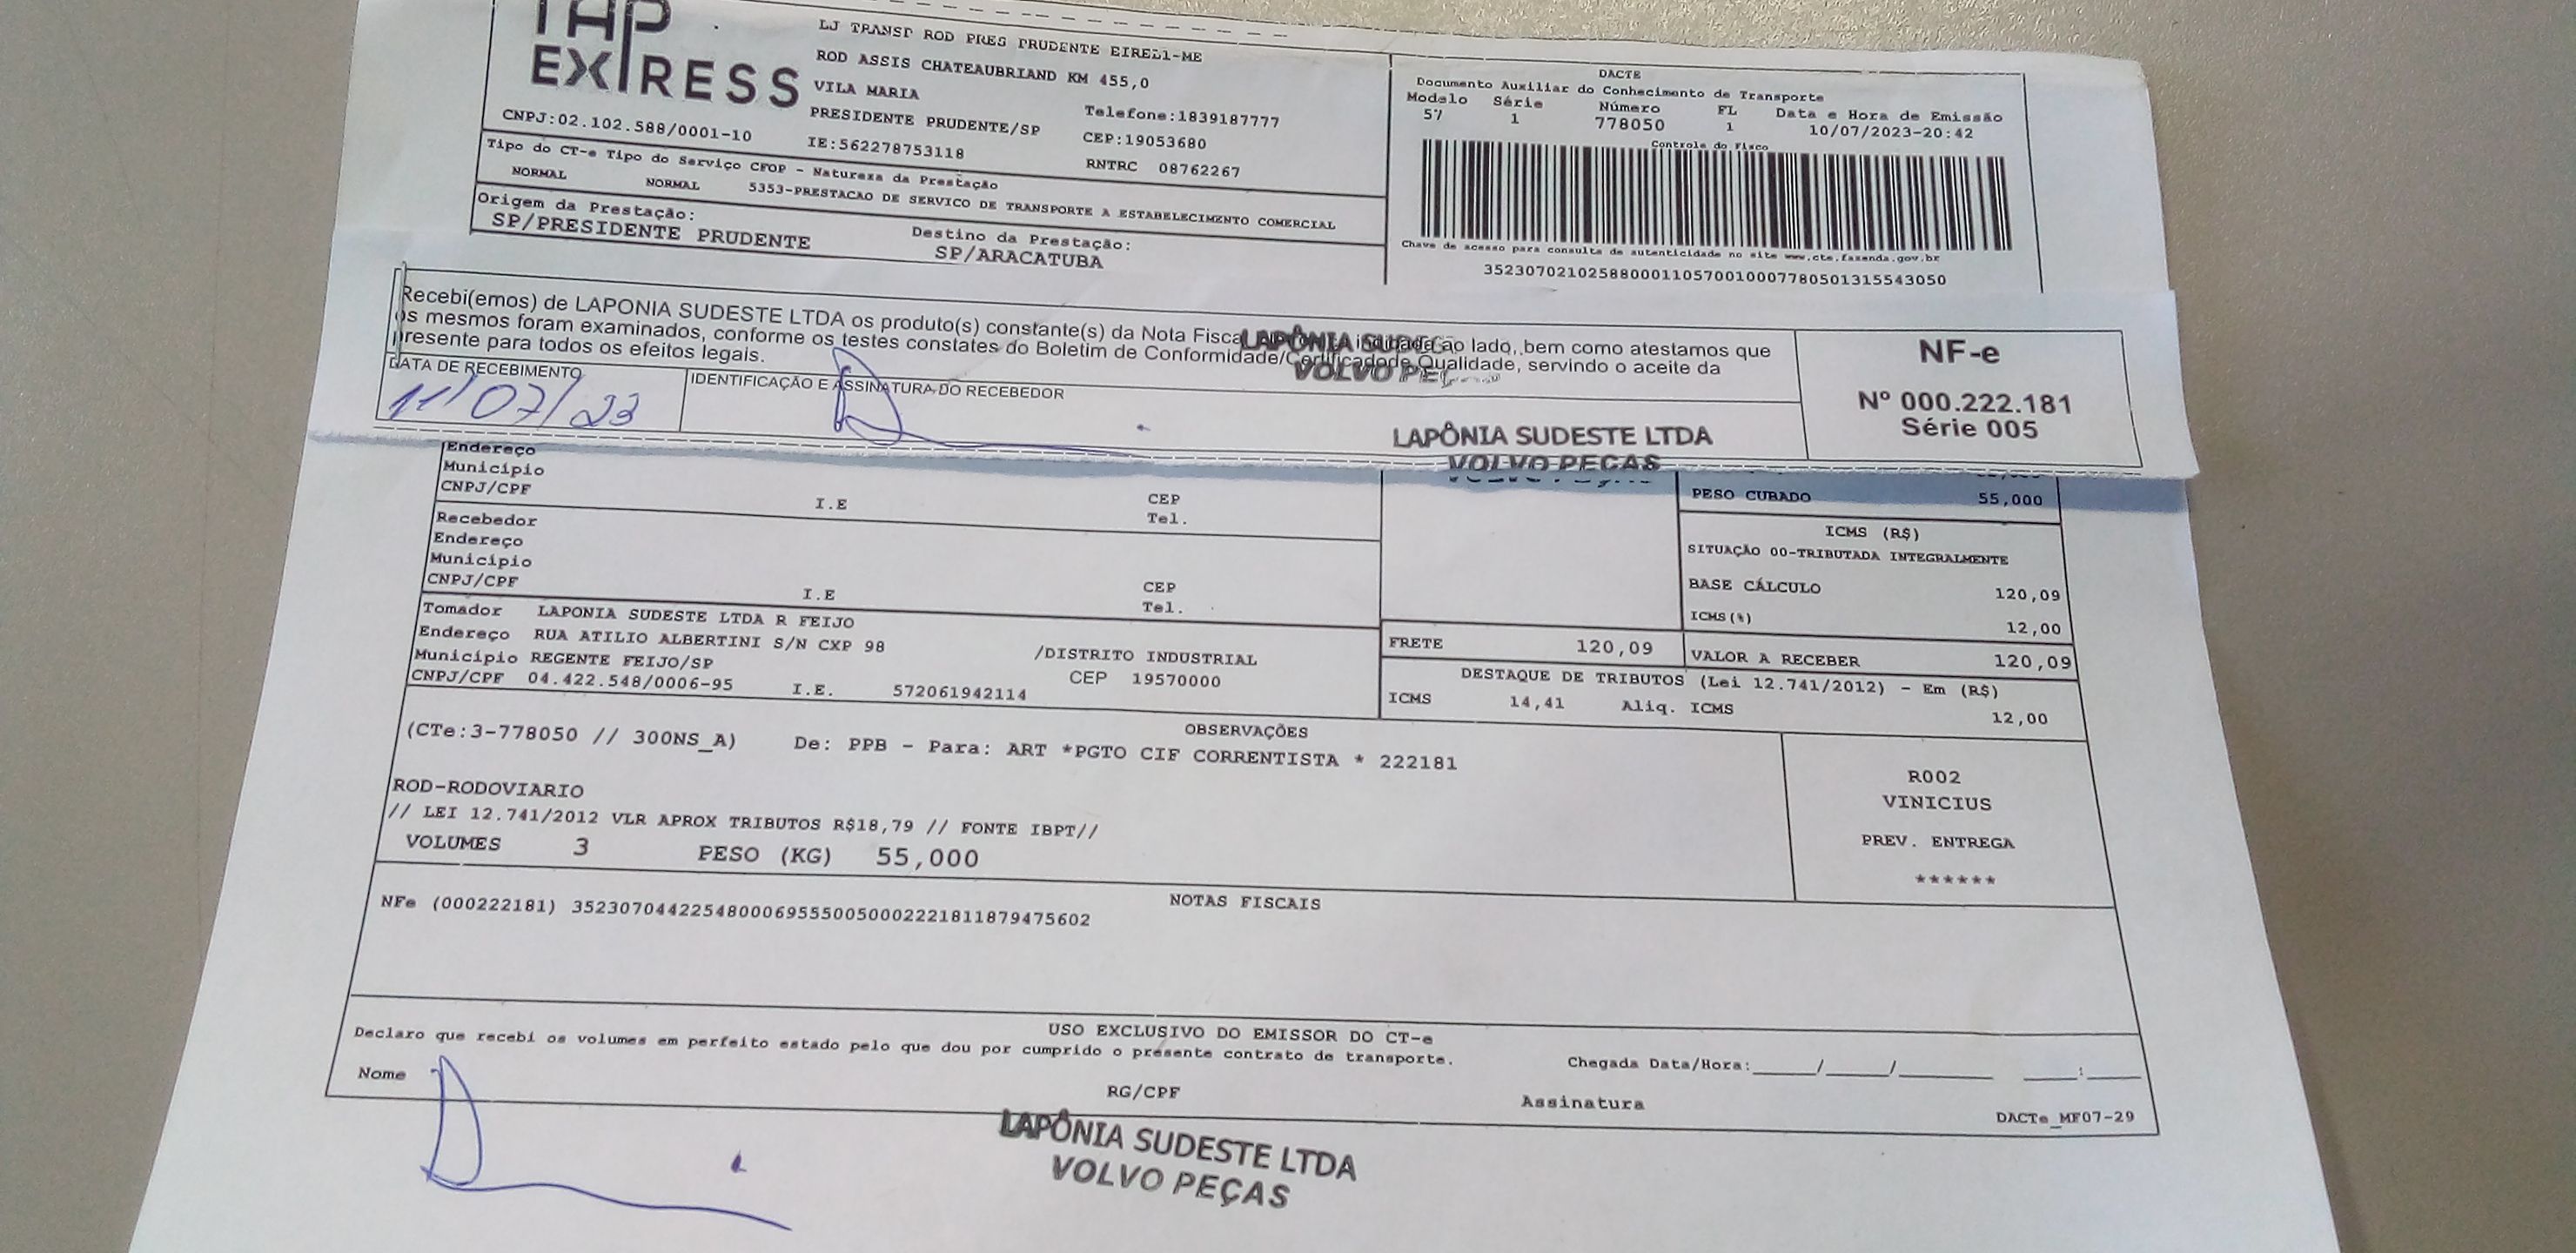 TAP
EXPRESS
CNPJ:02.102.588/0001-10
LJ TRANSP ROD PRES PRUDENTE EIRELI-ME
ROD ASSIS CHATEAUBRIAND KM 455,0
VILA MARIA
PRESIDENTE PRUDENTE/SP
IE:562278753118
Telefone:1839187777
CEP:19053680
RNTRC 08762267
DACTE
Documento Auxiliar do Conhecimento de Transporte
Modelo Série Número FL Data e Hora de Emissão
57 1 778050 1 10/07/2023-20:42
Controle do Fisco
Chave de acesso para consulta de autenticidade no site www.cte.fazenda.gov.br
35230702102588000110570010007780501315543050
Tipo do CT-e Tipo do Serviço CFOP - Natureza da Prestação
NORMAL NORMAL 5353-PRESTACAO DE SERVICO DE TRANSPORTE A ESTABELECIMENTO COMERCIAL
Origem da Prestação:
SP/PRESIDENTE PRUDENTE
Destino da Prestação:
SP/ARACATUBA
Recebi(emos) de LAPONIA SUDESTE LTDA os produto(s) constante(s) da Nota Fiscal indicada ao lado, bem como atestamos que
os mesmos foram examinados, conforme os testes constates do Boletim de Conformidade/Certificadode Qualidade, servindo o aceite da
presente para todos os efeitos legais.
LAPÔNIA SUDE
VOLVO PE
DATA DE RECEBIMENTO
11/07/23
IDENTIFICAÇÃO E ASSINATURA DO RECEBEDOR
LAPÔNIA SUDESTE LTDA
VOLVO PEÇAS
NF-e
Nº 000.222.181
Série 005
Endereço
Município
CNPJ/CPF I.E CEP
Tel.
Recebedor
Endereço
Município
CNPJ/CPF I.E CEP
Tel.
PESO CUBADO 55,000
ICMS (R$)
SITUAÇÃO 00-TRIBUTADA INTEGRALMENTE
BASE CÁLCULO 120,09
ICMS(%) 12,00
Tomador LAPONIA SUDESTE LTDA R FEIJO
Endereço RUA ATILIO ALBERTINI S/N CXP 98 /DISTRITO INDUSTRIAL
Município REGENTE FEIJO/SP CEP 19570000
CNPJ/CPF 04.422.548/0006-95 I.E. 572061942114
FRETE 120,09 VALOR A RECEBER 120,09
DESTAQUE DE TRIBUTOS (Lei 12.741/2012) - Em (R$)
ICMS 14,41 Aliq. ICMS 12,00
OBSERVAÇÕES
(CTe:3-778050 // 300NS_A) De: PPB - Para: ART *PGTO CIF CORRENTISTA * 222181
ROD-RODOVIARIO
// LEI 12.741/2012 VLR APROX TRIBUTOS R$18,79 // FONTE IBPT//
VOLUMES 3 PESO (KG) 55,000
R002
VINICIUS
PREV. ENTREGA
******
NOTAS FISCAIS
NFe (000222181) 35230704422548000695550050002221811879475602
USO EXCLUSIVO DO EMISSOR DO CT-e
Declaro que recebi os volumes em perfeito estado pelo que dou por cumprido o presente contrato de transporte.
Chegada Data/Hora:_____/_____/________ ____:____
Nome RG/CPF Assinatura
DACTe_MF07-29
LAPÔNIA SUDESTE LTDA
VOLVO PEÇAS